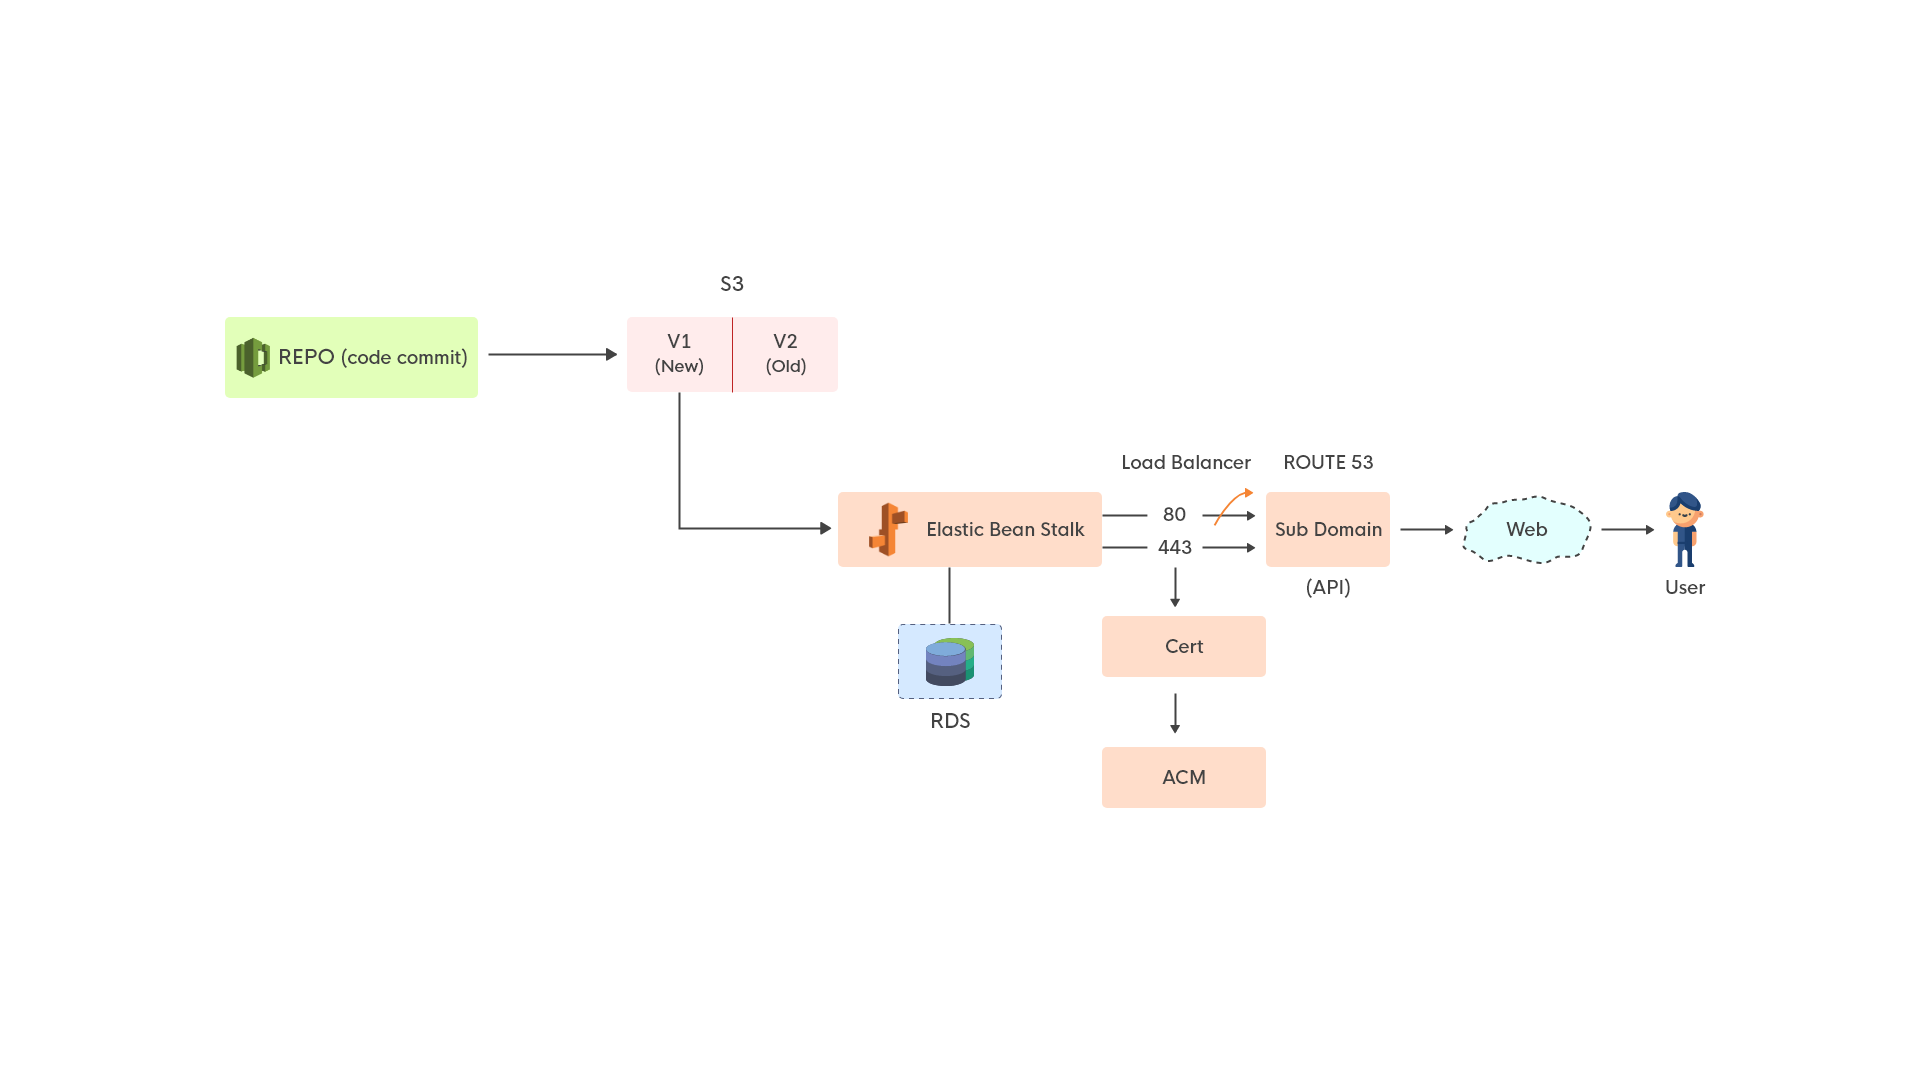 S3
REPO (code commit)
V1
(New)
V2
(Old)
Load Balancer
ROUTE 53
Elastic Bean Stalk
80
443
Sub Domain
(API)
Web
User
Cert
RDS
ACM